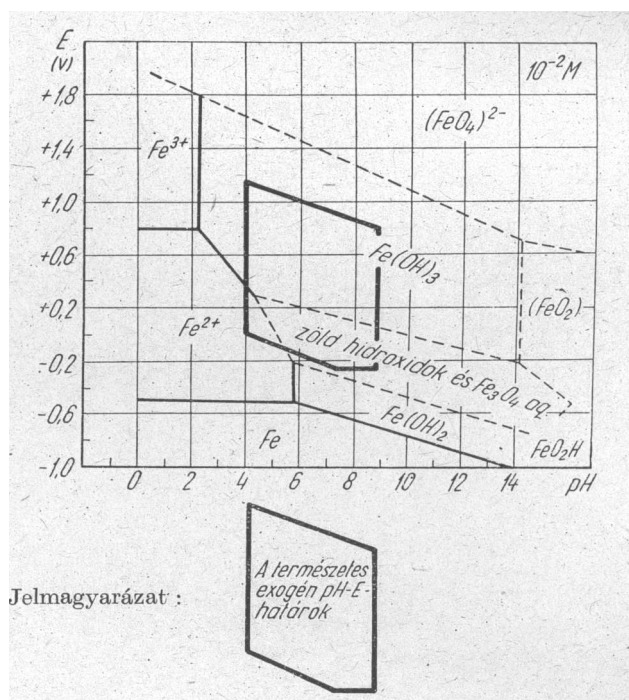 E
(v)
10⁻²M
+1,8
(FeO₄)²⁻
+1,4
Fe³⁺
+1,0
+0,6
Fe(OH)₃
+0,2
Fe²⁺
(FeO₂)⁻
zöld hidroxidok és Fe₃O₄ aq.
-0,2
-0,6
Fe(OH)₂
Fe
FeO₂H
-1,0
0 2 4 6 8 10 12 14 pH
A természetes
exogén pH-E-
határok
Jelmagyarázat :